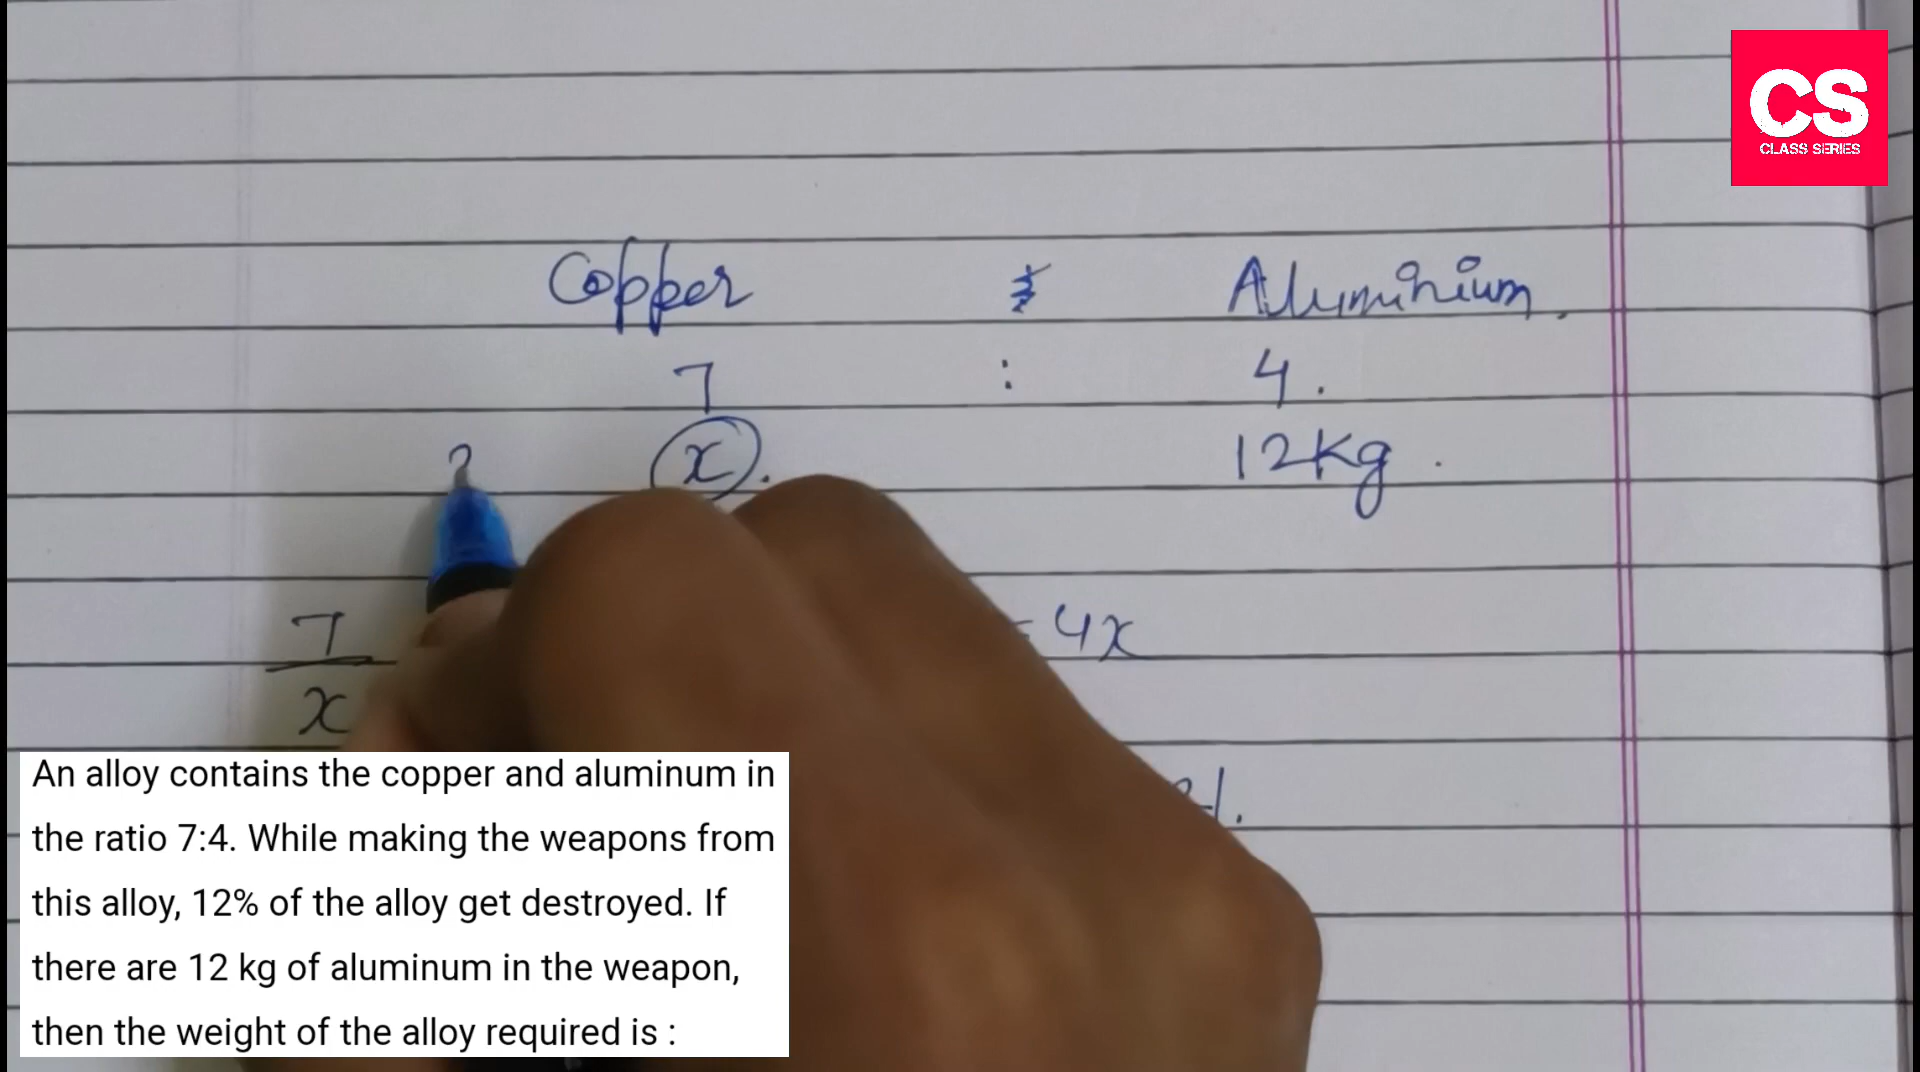 CS
CLASS SERIES
Copper : Aluminium.
7 : 4.
x. 12Kg.
7 = 4x
x
An alloy contains the copper and aluminum in
the ratio 7:4. While making the weapons from
this alloy, 12% of the alloy get destroyed. If
there are 12 kg of aluminum in the weapon,
then the weight of the alloy required is :